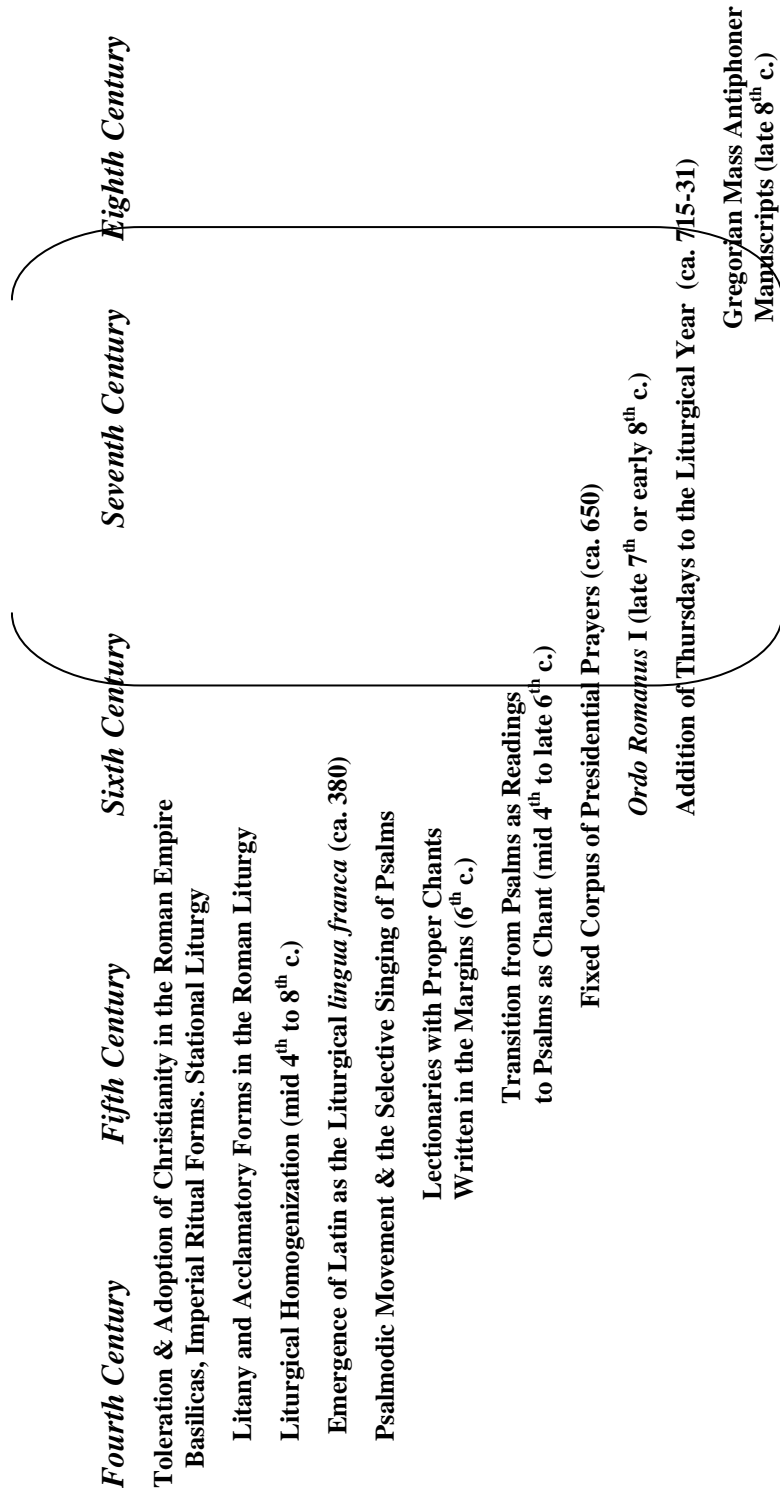 Fourth Century Fifth Century Sixth Century Seventh Century Eighth Century
Toleration & Adoption of Christianity in the Roman Empire
Basilicas, Imperial Ritual Forms. Stational Liturgy
Litany and Acclamatory Forms in the Roman Liturgy
Liturgical Homogenization (mid 4th to 8th c.)
Emergence of Latin as the Liturgical lingua franca (ca. 380)
Psalmodic Movement & the Selective Singing of Psalms
Lectionaries with Proper Chants
Written in the Margins (6th c.)
Transition from Psalms as Readings
to Psalms as Chant (mid 4th to late 6th c.)
Fixed Corpus of Presidential Prayers (ca. 650)
Ordo Romanus I (late 7th or early 8th c.)
Addition of Thursdays to the Liturgical Year (ca. 715-31)
Gregorian Mass Antiphoner
Manuscripts (late 8th c.)